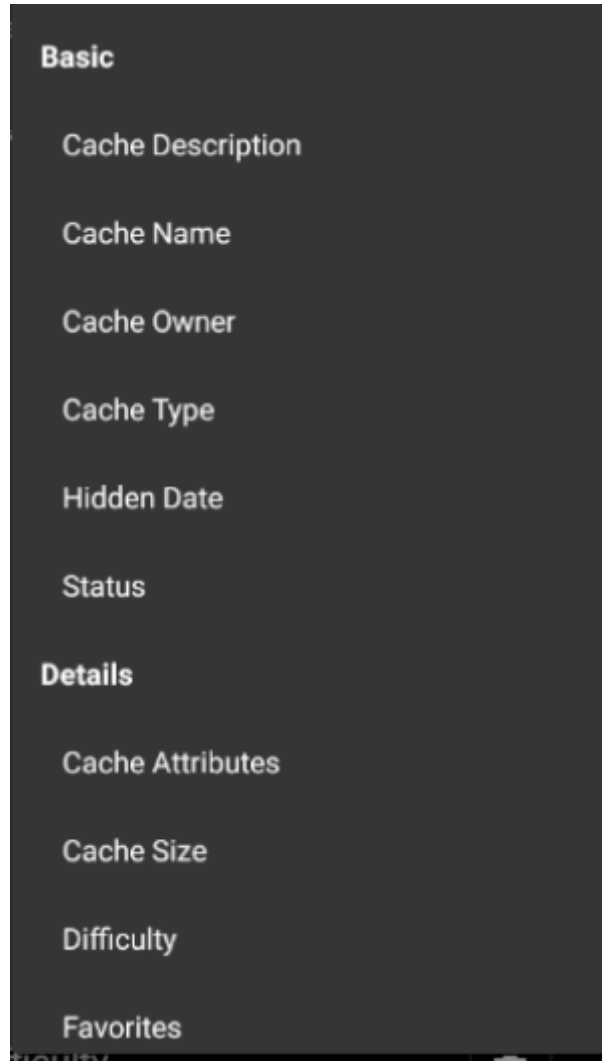 Basic
Cache Description
Cache Name
Cache Owner
Cache Type
Hidden Date
Status
Details
Cache Attributes
Cache Size
Difficulty
Favorites